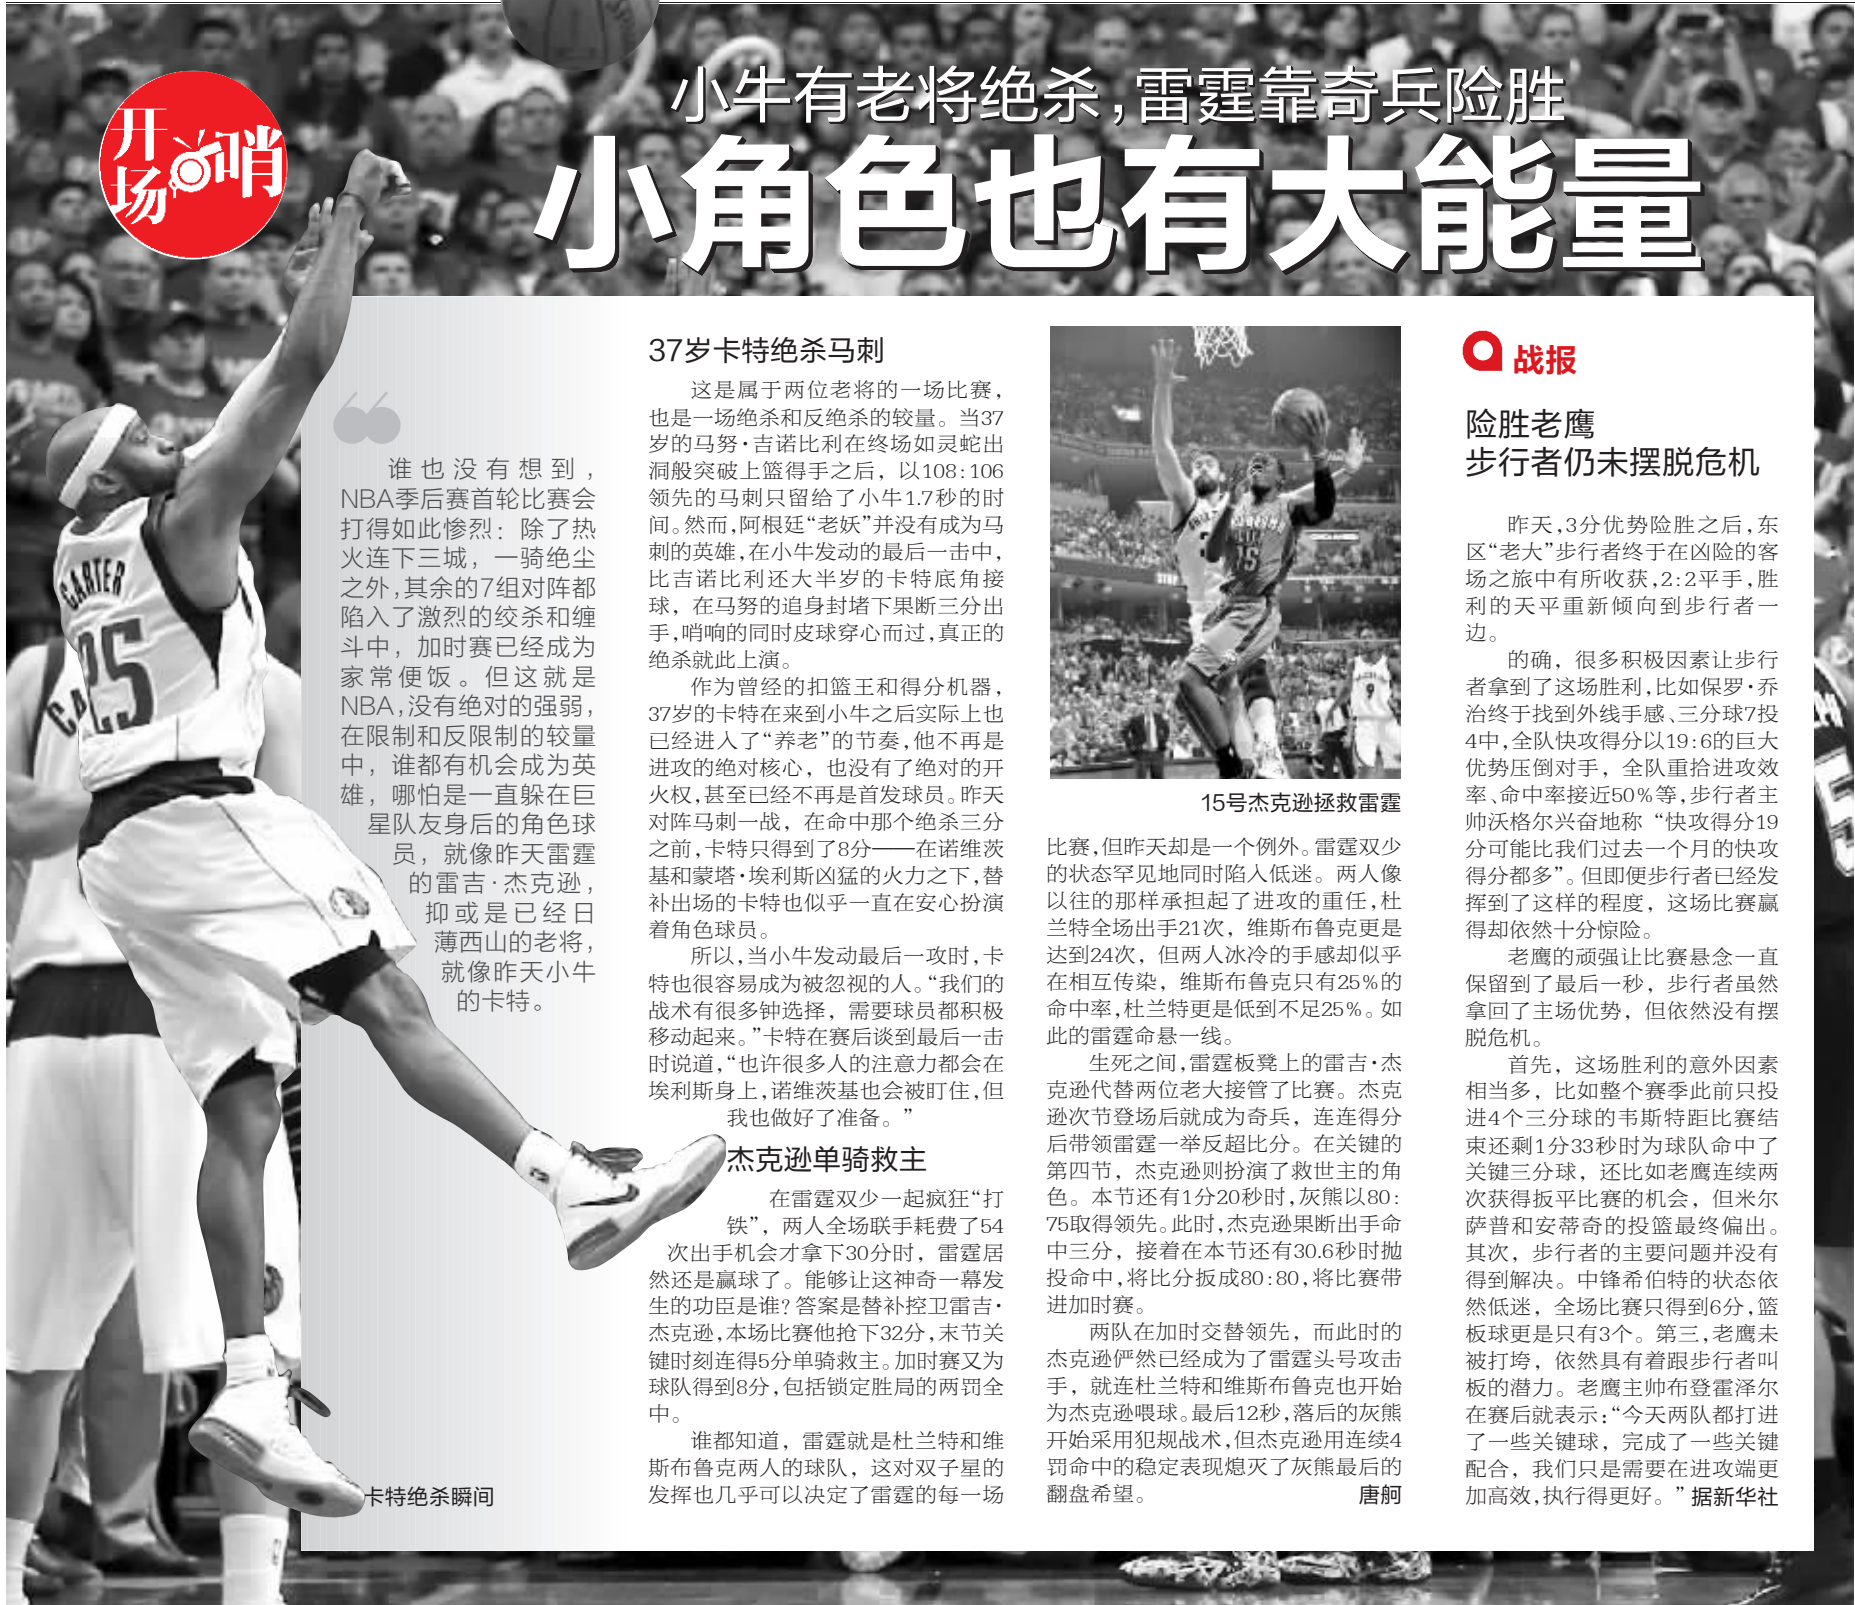 开场哨
小牛有老将绝杀,雷霆靠奇兵险胜
小角色也有大能量
谁也没有想到,
NBA季后赛首轮比赛会
打得如此惨烈:除了热
火连下三城,一骑绝尘
之外,其余的7组对阵都
陷入了激烈的绞杀和缠
斗中,加时赛已经成为
家常便饭。但这就是
NBA,没有绝对的强弱,
在限制和反限制的较量
中,谁都有机会成为英
雄,哪怕是一直躲在巨
星队友身后的角色球
员,就像昨天雷霆
的雷吉·杰克逊,
抑或是已经日
薄西山的老将,
就像昨天小牛
的卡特。
CARTER
25
卡特绝杀瞬间
37岁卡特绝杀马刺
这是属于两位老将的一场比赛,
也是一场绝杀和反绝杀的较量。当37
岁的马努·吉诺比利在终场如灵蛇出
洞般突破上篮得手之后,以108:106
领先的马刺只留给了小牛1.7秒的时
间。然而,阿根廷“老妖”并没有成为马
刺的英雄,在小牛发动的最后一击中,
比吉诺比利还大半岁的卡特底角接
球,在马努的追身封堵下果断三分出
手,哨响的同时皮球穿心而过,真正的
绝杀就此上演。
作为曾经的扣篮王和得分机器,
37岁的卡特在来到小牛之后实际上也
已经进入了“养老”的节奏,他不再是
进攻的绝对核心,也没有了绝对的开
火权,甚至已经不再是首发球员。昨天
对阵马刺一战,在命中那个绝杀三分
之前,卡特只得到了8分——在诺维茨
基和蒙塔·埃利斯凶猛的火力之下,替
补出场的卡特也似乎一直在安心扮演
着角色球员。
所以,当小牛发动最后一攻时,卡
特也很容易成为被忽视的人。“我们的
战术有很多钟选择,需要球员都积极
移动起来。”卡特在赛后谈到最后一击
时说道,“也许很多人的注意力都会在
埃利斯身上,诺维茨基也会被盯住,但
我也做好了准备。”
杰克逊单骑救主
在雷霆双少一起疯狂“打
铁”,两人全场联手耗费了54
次出手机会才拿下30分时,雷霆居
然还是赢球了。能够让这神奇一幕发
生的功臣是谁?答案是替补控卫雷吉·
杰克逊,本场比赛他抢下32分,末节关
键时刻连得5分单骑救主。加时赛又为
球队得到8分,包括锁定胜局的两罚全
中。
谁都知道,雷霆就是杜兰特和维
斯布鲁克两人的球队,这对双子星的
发挥也几乎可以决定了雷霆的每一场
15
9
15号杰克逊拯救雷霆
比赛,但昨天却是一个例外。雷霆双少
的状态罕见地同时陷入低迷。两人像
以往的那样承担起了进攻的重任,杜
兰特全场出手21次,维斯布鲁克更是
达到24次,但两人冰冷的手感却似乎
在相互传染,维斯布鲁克只有25%的
命中率,杜兰特更是低到不足25%。如
此的雷霆命悬一线。
生死之间,雷霆板凳上的雷吉·杰
克逊代替两位老大接管了比赛。杰克
逊次节登场后就成为奇兵,连连得分
后带领雷霆一举反超比分。在关键的
第四节,杰克逊则扮演了救世主的角
色。本节还有1分20秒时,灰熊以80:
75取得领先。此时,杰克逊果断出手命
中三分,接着在本节还有30.6秒时抛
投命中,将比分扳成80:80,将比赛带
进加时赛。
两队在加时交替领先,而此时的
杰克逊俨然已经成为了雷霆头号攻击
手,就连杜兰特和维斯布鲁克也开始
为杰克逊喂球。最后12秒,落后的灰熊
开始采用犯规战术,但杰克逊用连续4
罚命中的稳定表现熄灭了灰熊最后的
翻盘希望。 唐舸
战报
险胜老鹰
步行者仍未摆脱危机
昨天,3分优势险胜之后,东
区“老大”步行者终于在凶险的客
场之旅中有所收获,2:2平手,胜
利的天平重新倾向到步行者一
边。
的确,很多积极因素让步行
者拿到了这场胜利,比如保罗·乔
治终于找到外线手感、三分球7投
4中,全队快攻得分以19:6的巨大
优势压倒对手,全队重拾进攻效
率、命中率接近50%等,步行者主
帅沃格尔兴奋地称“快攻得分19
分可能比我们过去一个月的快攻
得分都多”。但即便步行者已经发
挥到了这样的程度,这场比赛赢
得却依然十分惊险。
老鹰的顽强让比赛悬念一直
保留到了最后一秒,步行者虽然
拿回了主场优势,但依然没有摆
脱危机。
首先,这场胜利的意外因素
相当多,比如整个赛季此前只投
进4个三分球的韦斯特距比赛结
束还剩1分33秒时为球队命中了
关键三分球,还比如老鹰连续两
次获得扳平比赛的机会,但米尔
萨普和安蒂奇的投篮最终偏出。
其次,步行者的主要问题并没有
得到解决。中锋希伯特的状态依
然低迷,全场比赛只得到6分,篮
板球更是只有3个。第三,老鹰未
被打垮,依然具有着跟步行者叫
板的潜力。老鹰主帅布登霍泽尔
在赛后就表示:“今天两队都打进
了一些关键球,完成了一些关键
配合,我们只是需要在进攻端更
加高效,执行得更好。”据新华社